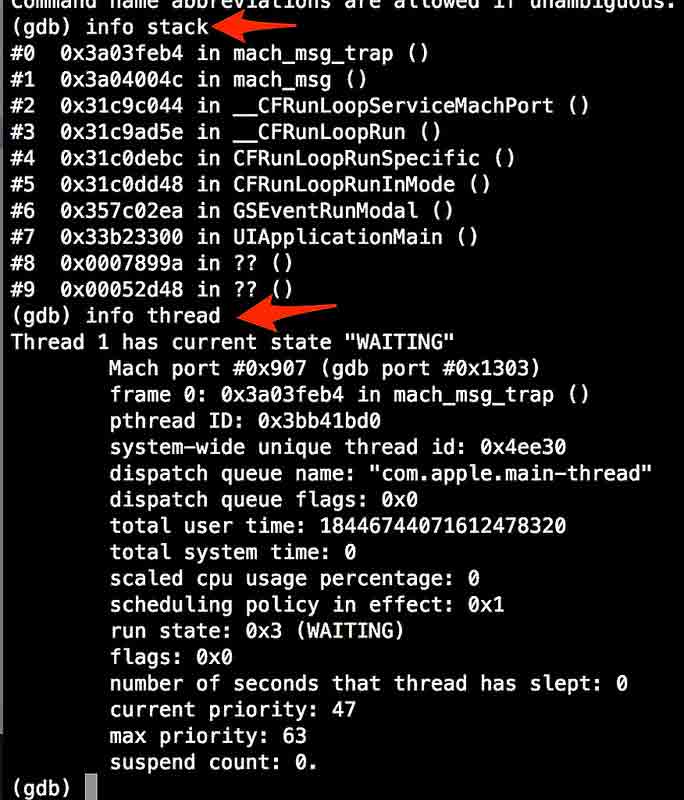 Command name abbreviations are allowed if unambiguous.
(gdb) info stack
#0  0x3a03feb4 in mach_msg_trap ()
#1  0x3a04004c in mach_msg ()
#2  0x31c9c044 in __CFRunLoopServiceMachPort ()
#3  0x31c9ad5e in __CFRunLoopRun ()
#4  0x31c0debc in CFRunLoopRunSpecific ()
#5  0x31c0dd48 in CFRunLoopRunInMode ()
#6  0x357c02ea in GSEventRunModal ()
#7  0x33b23300 in UIApplicationMain ()
#8  0x0007899a in ?? ()
#9  0x00052d48 in ?? ()
(gdb) info thread
Thread 1 has current state "WAITING"
Mach port #0x907 (gdb port #0x1303)
frame 0: 0x3a03feb4 in mach_msg_trap ()
pthread ID: 0x3bb41bd0
system-wide unique thread id: 0x4ee30
dispatch queue name: "com.apple.main-thread"
dispatch queue flags: 0x0
total user time: 18446744071612478320
total system time: 0
scaled cpu usage percentage: 0
scheduling policy in effect: 0x1
run state: 0x3 (WAITING)
flags: 0x0
number of seconds that thread has slept: 0
current priority: 47
max priority: 63
suspend count: 0.
(gdb)